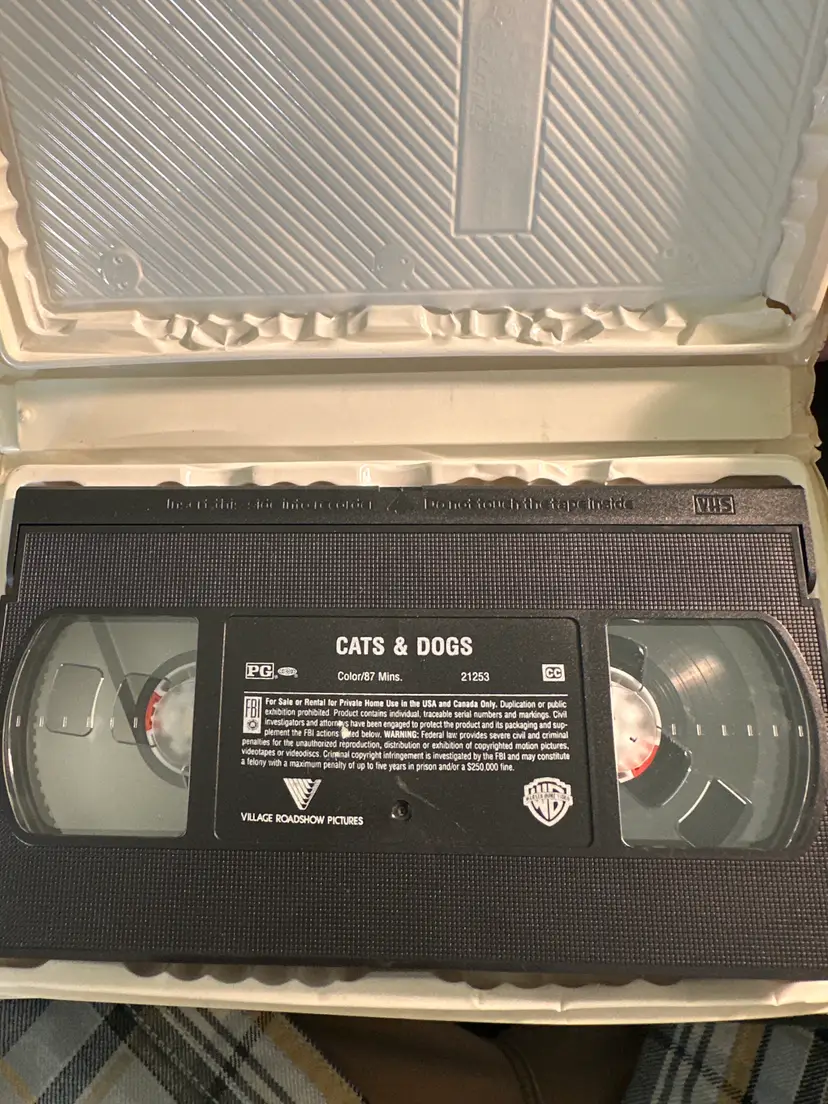 Insert this side into recorder
Do not touch the tape inside
VHS
CATS & DOGS
PG
Color/87 Mins.
21253
CC
FBI
For Sale or Rental for Private Home Use in the USA and Canada Only. Duplication or public
exhibition prohibited. Product contains individual, traceable serial numbers and markings. Civil
investigators and attorneys have been engaged to protect the product and its packaging and sup-
plement the FBI actions listed below. WARNING: Federal law provides severe civil and criminal
penalties for the unauthorized reproduction, distribution or exhibition of copyrighted motion pictures,
videotapes or videodiscs. Criminal copyright infringement is investigated by the FBI and may constitute
a felony with a maximum penalty of up to five years in prison and/or a $250,000 fine.
VILLAGE ROADSHOW PICTURES
WB